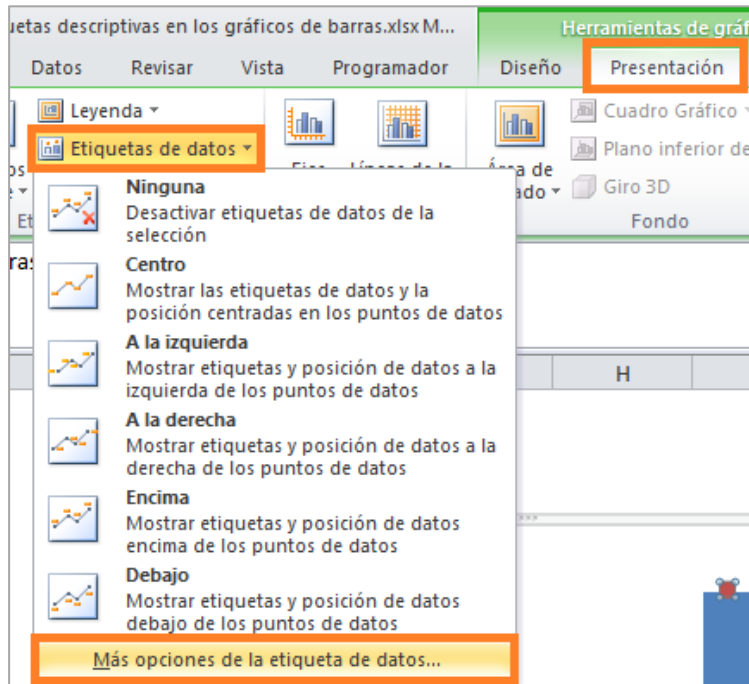 etas descriptivas en los gráficos de barras.xlsx M...
Herramientas de gráf
Datos Revisar Vista Programador Diseño Presentación
Leyenda
Cuadro Gráfico
Etiquetas de datos
Plano inferior de
Área de
ado
Giro 3D
Et
Fondo
ras
Ninguna
Desactivar etiquetas de datos de la
selección
Centro
Mostrar las etiquetas de datos y la
posición centradas en los puntos de datos
A la izquierda
Mostrar etiquetas y posición de datos a la
izquierda de los puntos de datos
H
A la derecha
Mostrar etiquetas y posición de datos a la
derecha de los puntos de datos
Encima
Mostrar etiquetas y posición de datos
encima de los puntos de datos
Debajo
Mostrar etiquetas y posición de datos
debajo de los puntos de datos
Más opciones de la etiqueta de datos...